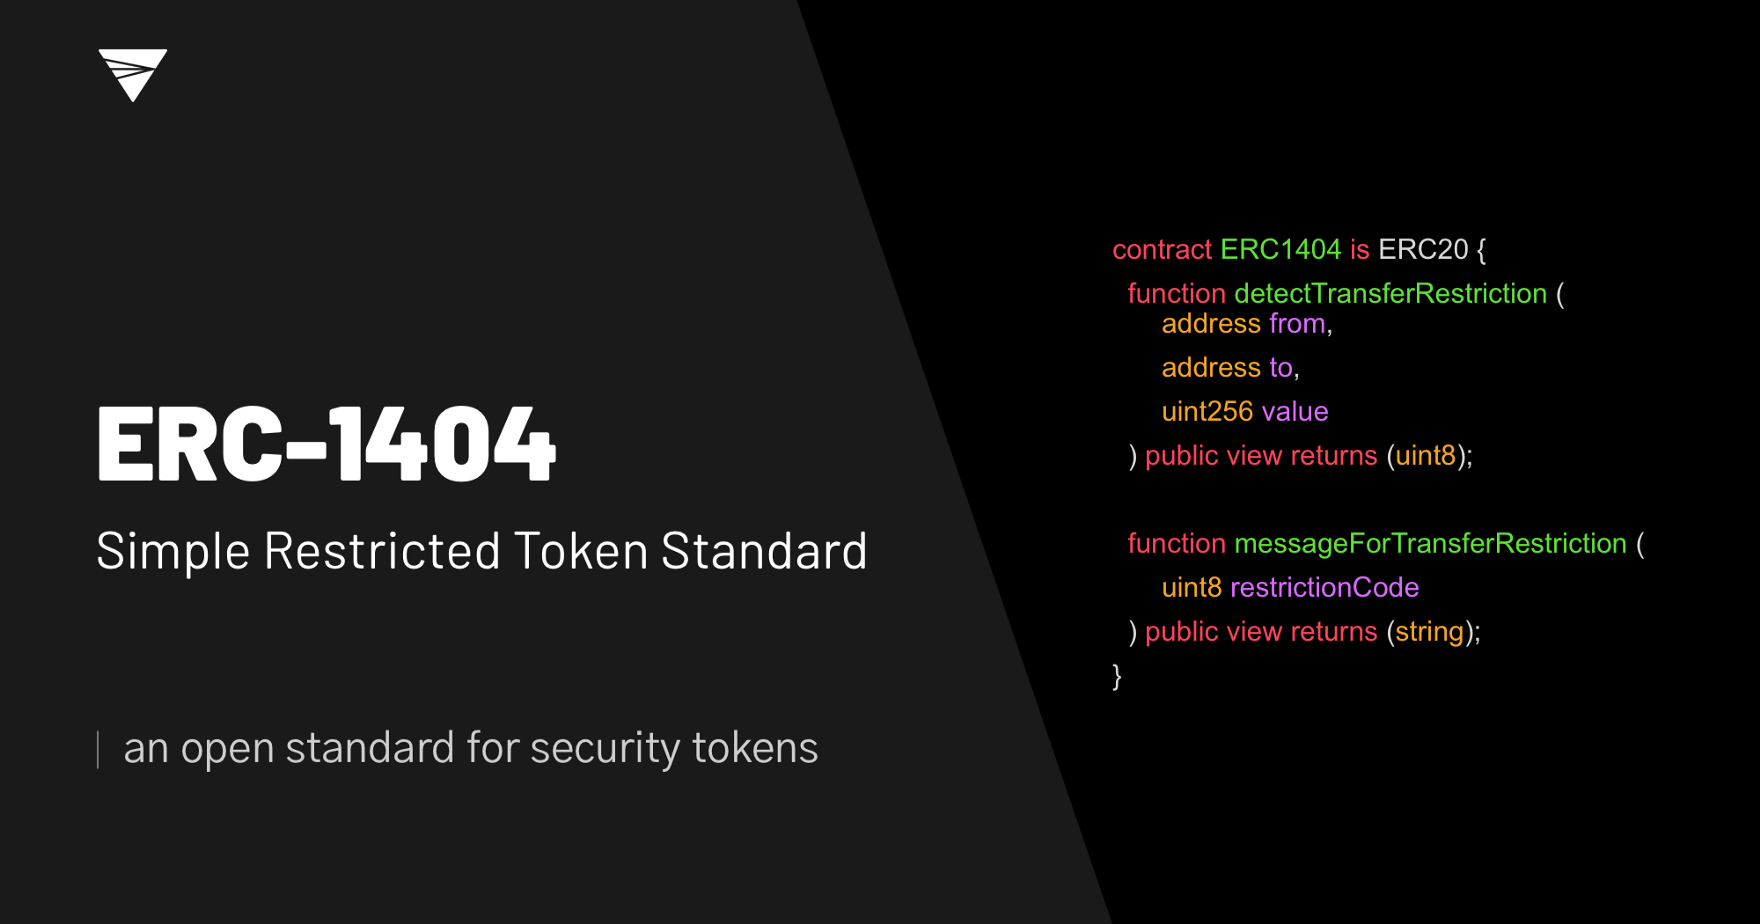 ERC-1404
Simple Restricted Token Standard
an open standard for security tokens
contract ERC1404 is ERC20 {
function detectTransferRestriction (
address from,
address to,
uint256 value
) public view returns (uint8);
function messageForTransferRestriction (
uint8 restrictionCode
) public view returns (string);
}